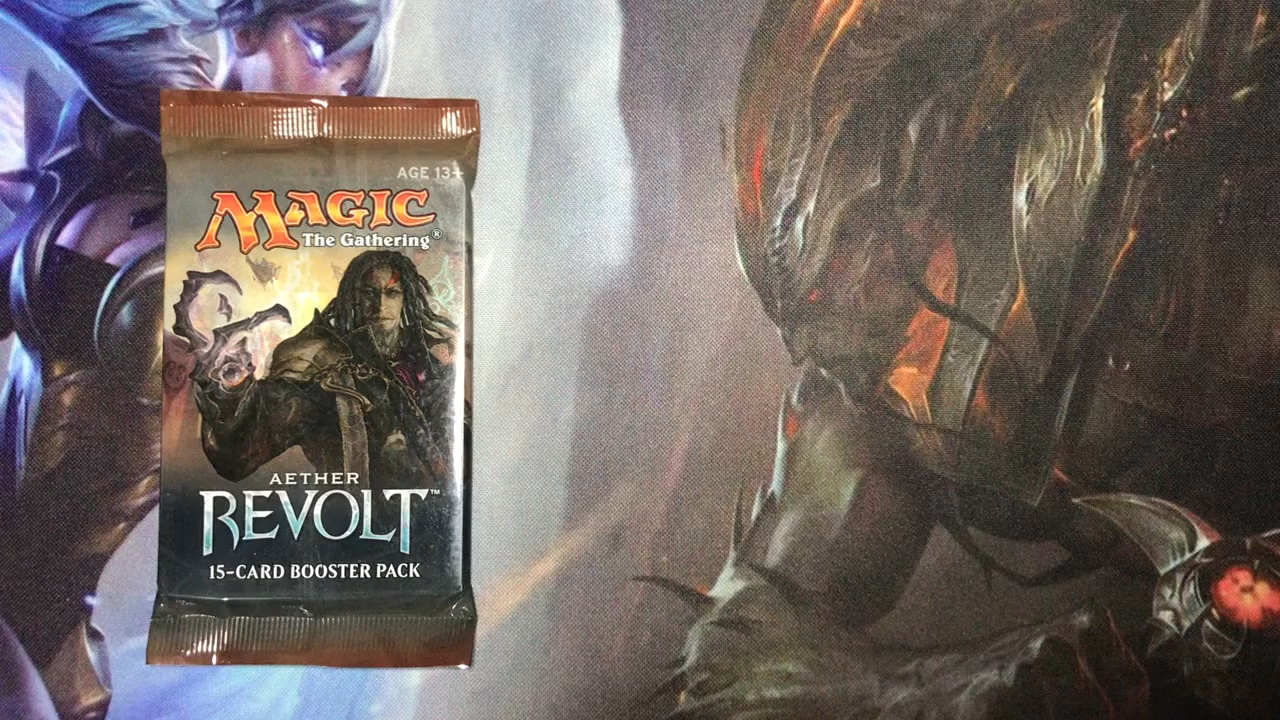 AGE 13+
MAGIC
The Gathering®
AETHER
REVOLT™
15-CARD BOOSTER PACK